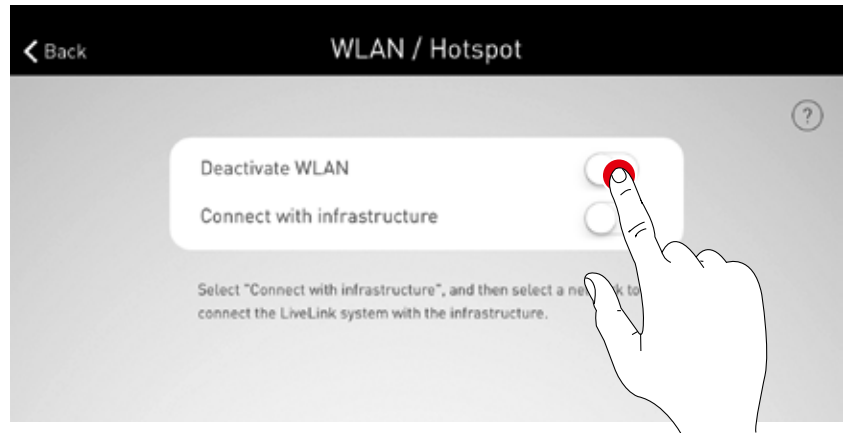 Back
WLAN / Hotspot
?
Deactivate WLAN
Connect with infrastructure
Select "Connect with infrastructure", and then select a to
connect the LiveLink system with the infrastructure.